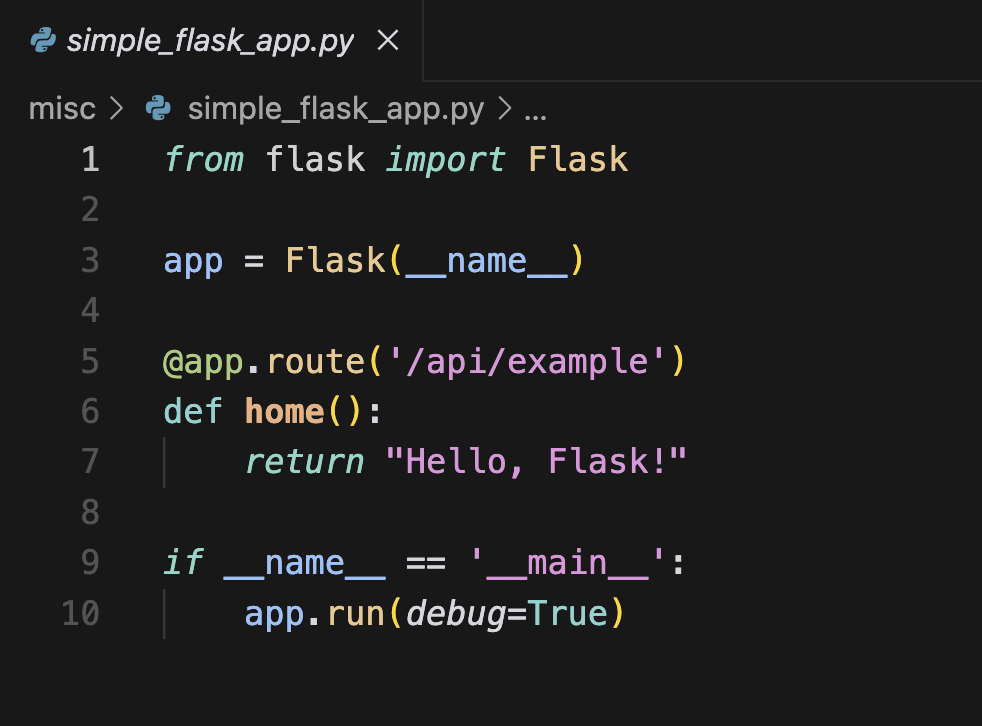 simple_flask_app.py
misc > simple_flask_app.py > ...
1 from flask import Flask
2
3 app = Flask(__name__)
4
5 @app.route('/api/example')
6 def home():
7     return "Hello, Flask!"
8
9 if __name__ == '__main__':
10     app.run(debug=True)